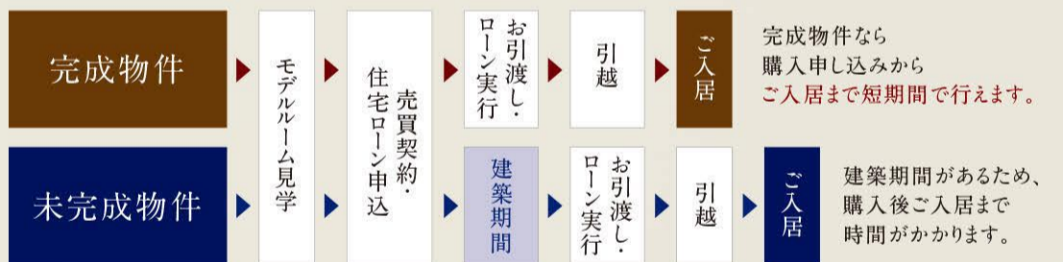 完成物件
モデルルーム見学
売買契約・
住宅ローン申込
お引渡し・
ローン実行
引越
ご入居
完成物件なら
購入申し込みから
ご入居まで短期間で行えます。
未完成物件
建築期間
お引渡し・
ローン実行
引越
ご入居
建築期間があるため、
購入後ご入居まで
時間がかかります。